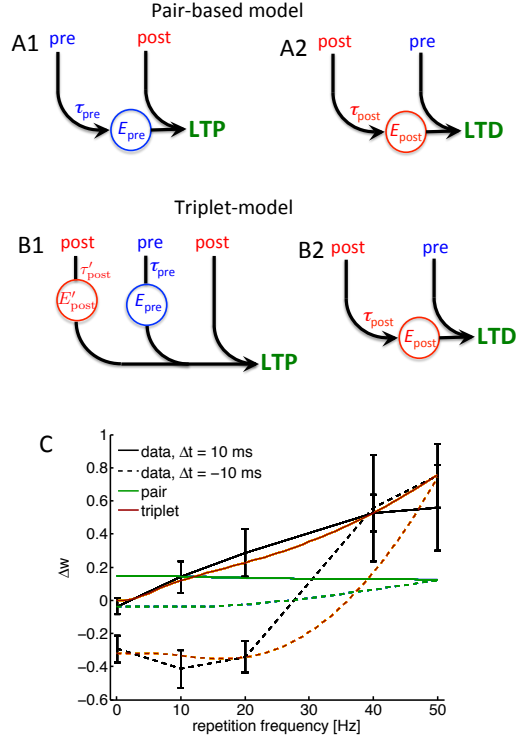 Pair-based model
A1 pre post A2 post pre
τpre Epre LTP τpost Epost LTD
Triplet-model
B1 post pre post B2 post pre
τ′post τpre
E′post Epre τpost Epost LTD
LTP
C
data, Δt = 10 ms
data, Δt = −10 ms
pair
triplet
1
0.8
0.6
0.4
0.2
0
−0.2
−0.4
−0.6
Δw
0 10 20 30 40 50
repetition frequency [Hz]